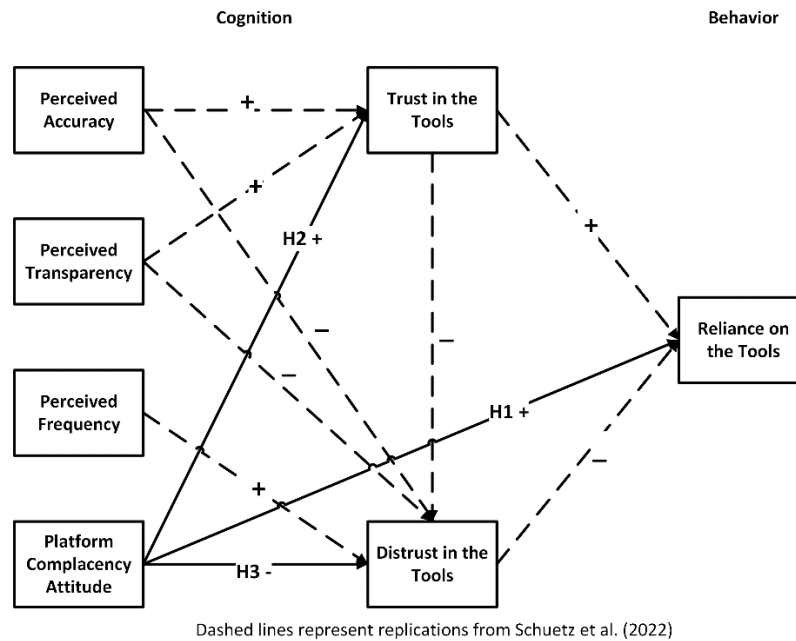 Cognition
Behavior
Perceived
Accuracy
+
Trust in the
Tools
+
Perceived
Transparency
H2 +
+
–
–
–
Reliance on
the Tools
Perceived
Frequency
H1 +
–
+
Platform
Complacency
Attitude
H3 -
Distrust in the
Tools
Dashed lines represent replications from Schuetz et al. (2022)